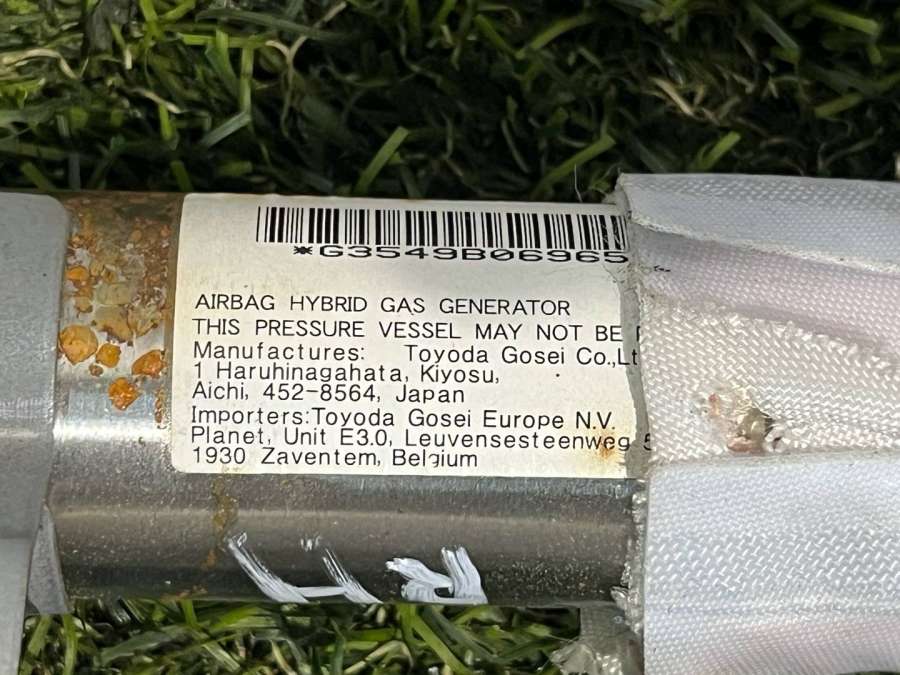 *G3549B06965
AIRBAG HYBRID GAS GENERATOR
THIS PRESSURE VESSEL MAY NOT BE
Manufactures: Toyoda Gosei Co.,Lt
1 Haruhinagahata, Kiyosu,
Aichi, 452-8564, Japan
Importers:Toyoda Gosei Europe N.V.
Planet, Unit E3.0, Leuvensesteenweg 5
1930 Zaventem, Belgium